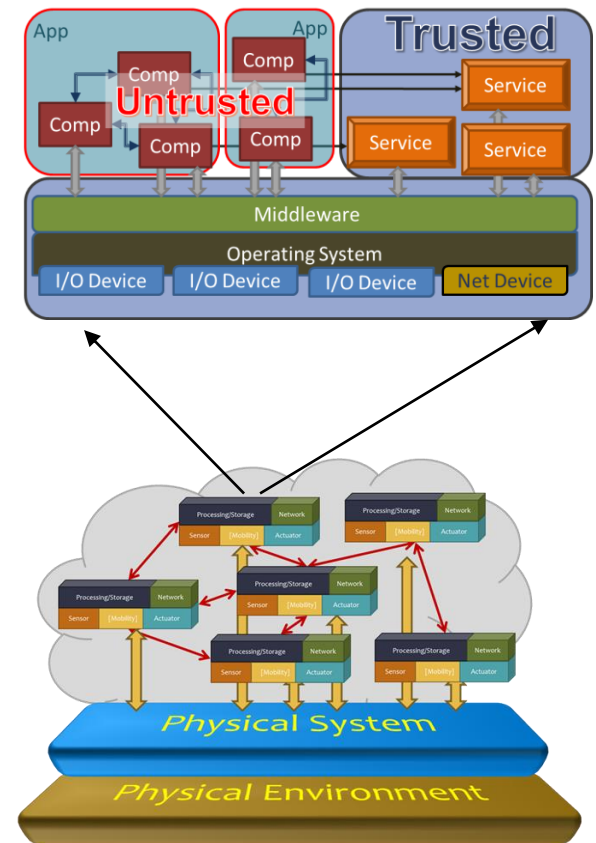 App
App
Trusted
Comp
Comp
Service
Untrusted
Comp
Comp
Comp
Service
Service
Middleware
Operating System
I/O Device
I/O Device
I/O Device
Net Device
Processing/Storage
Network
Sensor
[Mobility]
Actuator
Processing/Storage
Network
Sensor
[Mobility]
Actuator
Processing/Storage
Network
Sensor
[Mobility]
Actuator
Processing/Storage
Network
Sensor
[Mobility]
Actuator
Processing/Storage
Network
Sensor
[Mobility]
Actuator
Processing/Storage
Network
Sensor
[Mobility]
Actuator
Physical System
Physical Environment